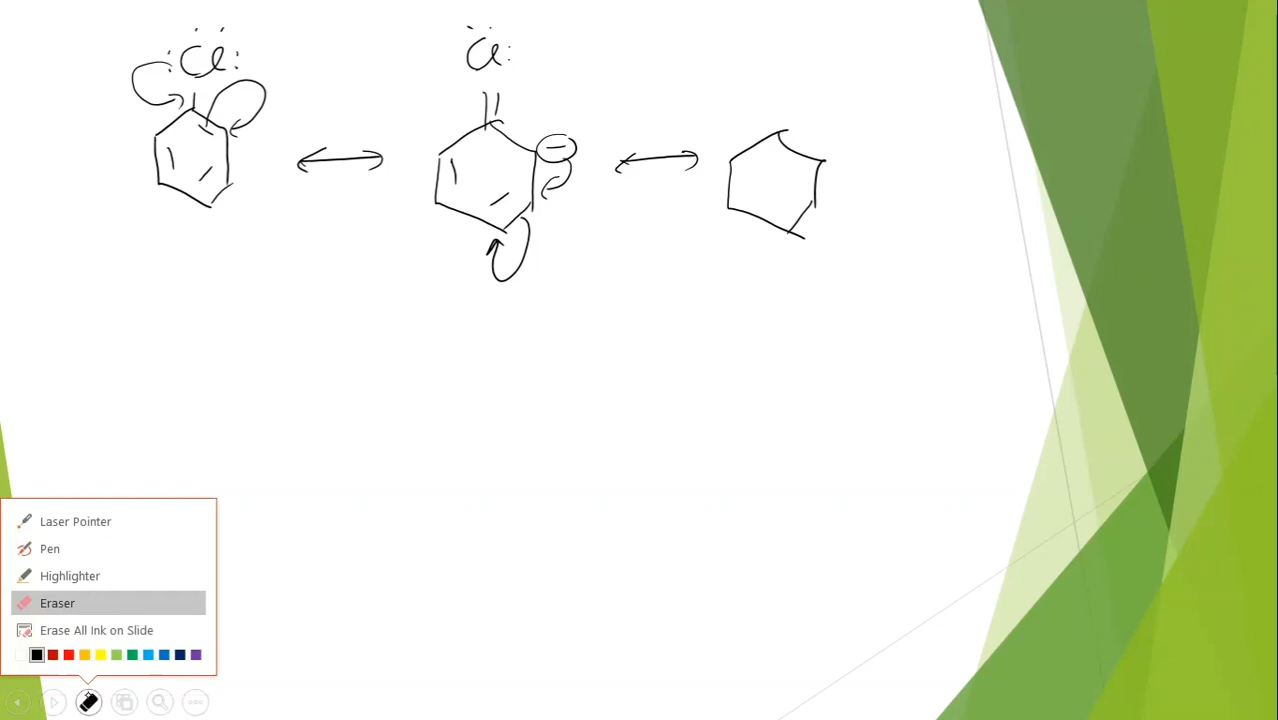 :Cl: Cl:
⊖
Laser Pointer
Pen
Highlighter
Eraser
Erase All Ink on Slide